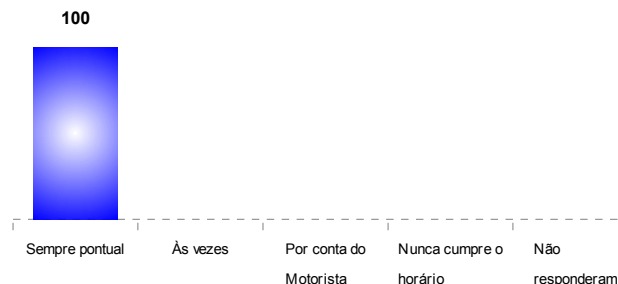 100
Sempre pontual
Às vezes
Por conta do
Motorista
Nunca cumpre o
horário
Não
responderam